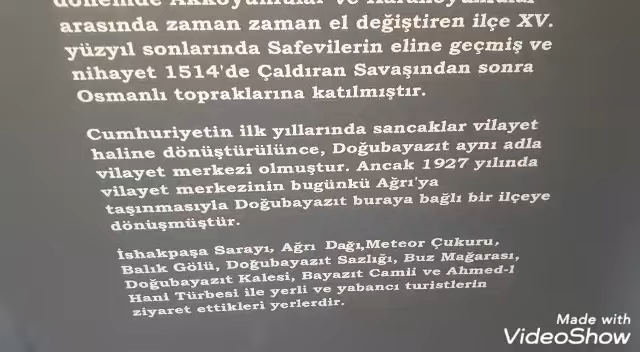 dönemde Akkoyunlular ve Karakoyunlular
arasında zaman zaman el değiştiren ilçe XV.
yüzyıl sonlarında Safevilerin eline geçmiş ve
nihayet 1514'de Çaldıran Savaşından sonra
Osmanlı topraklarına katılmıştır.
Cumhuriyetin ilk yıllarında sancaklar vilayet
haline dönüştürülünce, Doğubayazıt aynı adla
vilayet merkezi olmuştur. Ancak 1927 yılında
vilayet merkezinin bugünkü Ağrı'ya
taşınmasıyla Doğubayazıt buraya bağlı bir ilçeye
dönüşmüştür.
İshakpaşa Sarayı, Ağrı Dağı,Meteor Çukuru,
Balık Gölü, Doğubayazıt Sazlığı, Buz Mağarası,
Doğubayazıt Kalesi, Bayazıt Camii ve Ahmed-I
Hani Türbesi ile yerli ve yabancı turistlerin
ziyaret ettikleri yerlerdir.
Made with
VideoShow